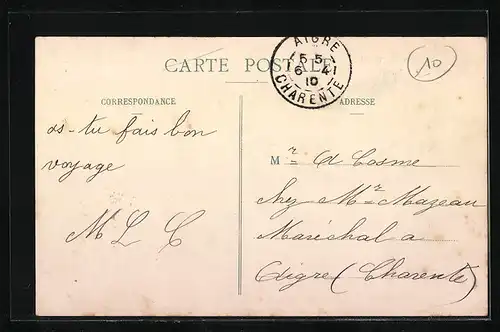 AIGRE
5 5
6 41
10
CHARENTE
10
CARTE POSTALE
CORRESPONDANCE
ADRESSE
as-tu fais bon
voyage
M L C
Mr A Cosme
chez Mr Mazeau
Maréchal a
Aigre (Charente)